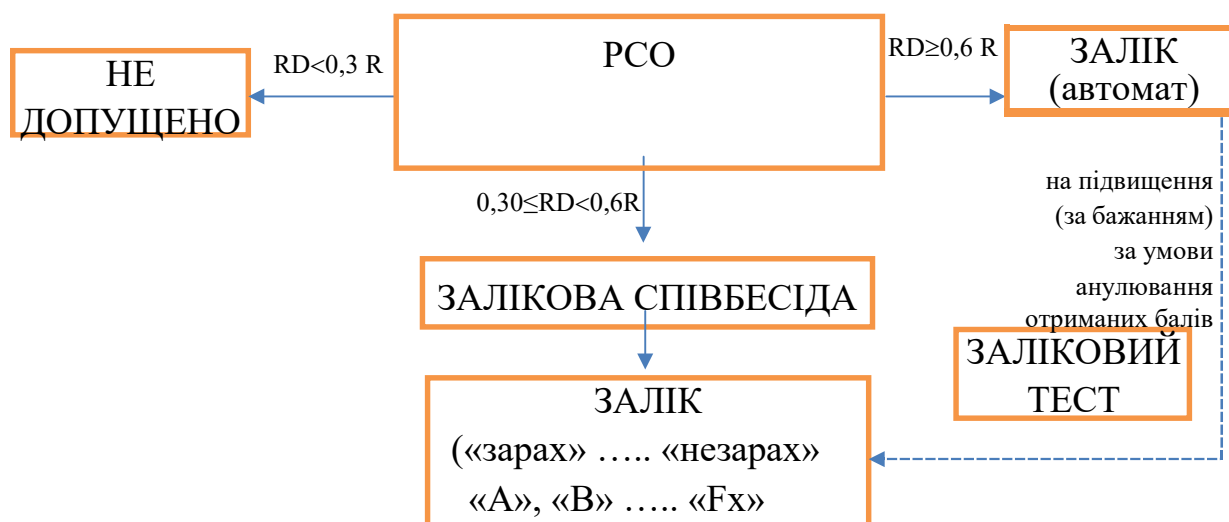 НЕ
ДОПУЩЕНО
RD<0,3 R
РСО
RD≥0,6 R
ЗАЛІК
(автомат)
0,30≤RD<0,6R
на підвищення
(за бажанням)
за умови
анулювання
отриманих балів
ЗАЛІКОВА СПІВБЕСІДА
ЗАЛІКОВИЙ
ТЕСТ
ЗАЛІК
(«зарах» ….. «незарах»
«А», «В» ….. «Fx»